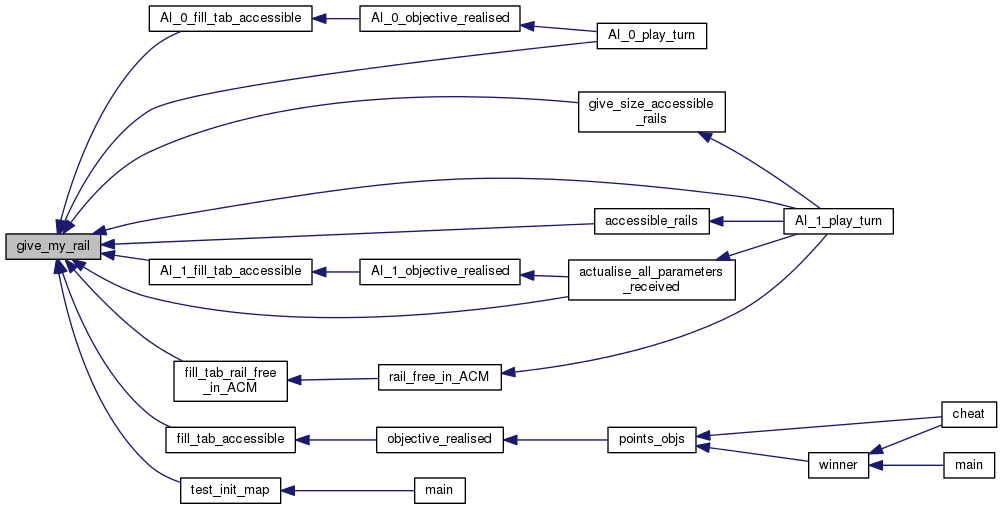 AI_0_fill_tab_accessible
AI_0_objective_realised
AI_0_play_turn
give_size_accessible
_rails
accessible_rails
AI_1_play_turn
give_my_rail
AI_1_fill_tab_accessible
AI_1_objective_realised
actualise_all_parameters
_received
fill_tab_rail_free
_in_ACM
rail_free_in_ACM
cheat
fill_tab_accessible
objective_realised
points_objs
winner
main
test_init_map
main